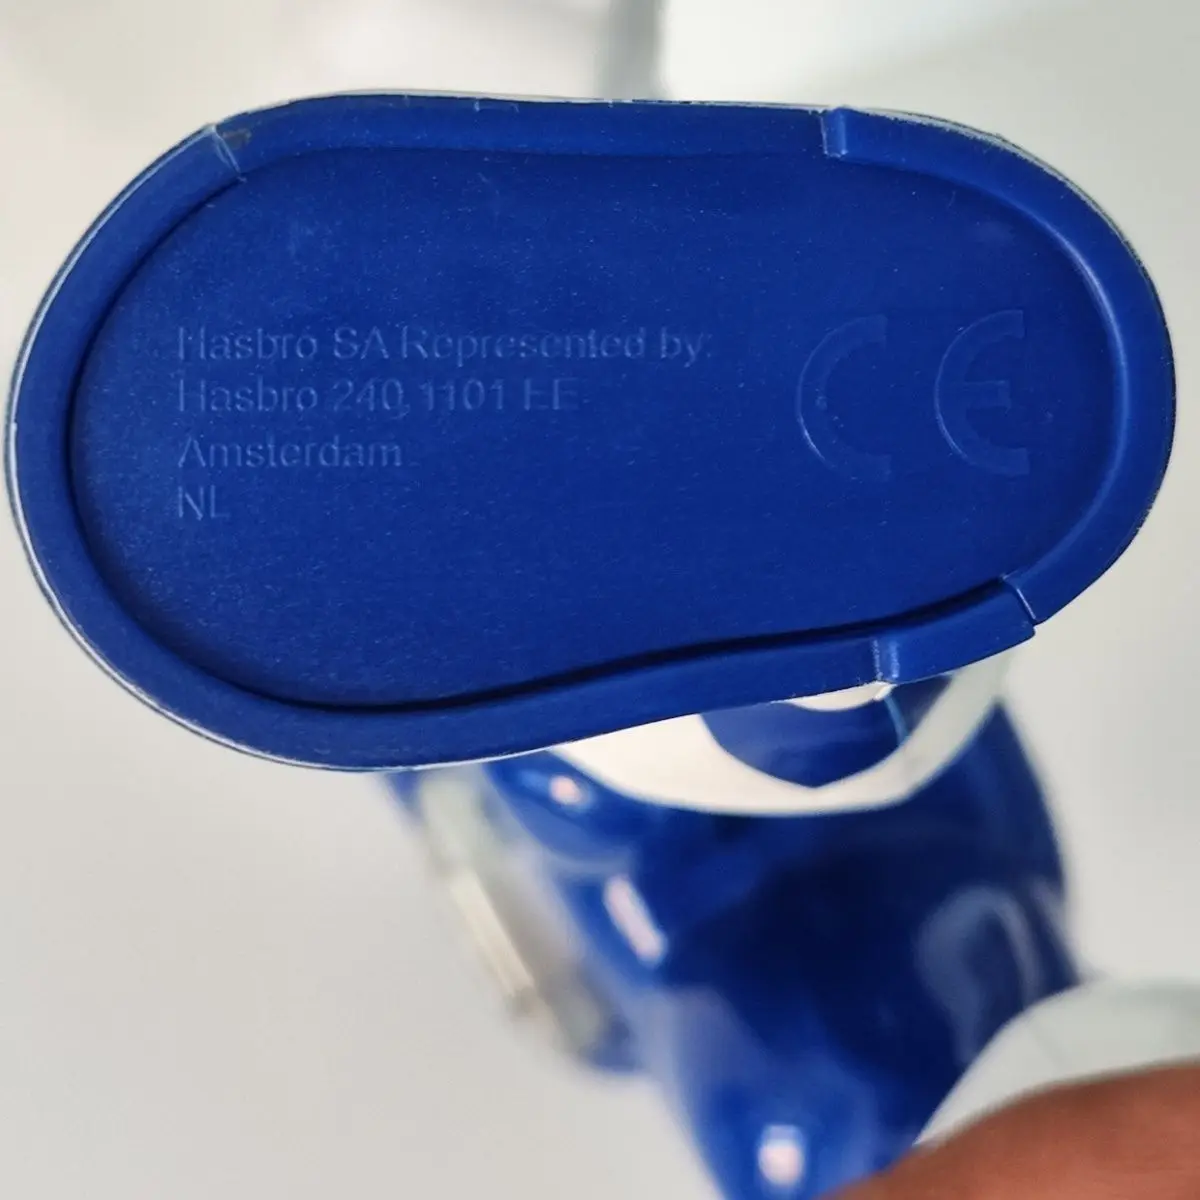 Hasbro SA Represented by:
Hasbro 240, 1101 EE
Amsterdam
NL
CE